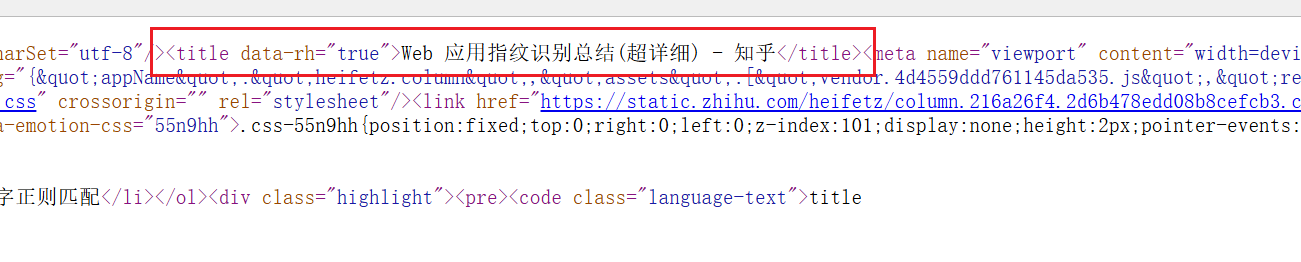 narSet="utf-8"/><title data-rh="true">Web 应用指纹识别总结(超详细) - 知乎</title><meta name="viewport" content="width=devi
g="{&quot;appName&quot;:&quot;heifetz.column&quot;,&quot;assets&quot;:[&quot;vendor.4d4559ddd761145da535.js&quot;,&quot;re
.css" crossorigin="" rel="stylesheet"/><link href="https://static.zhihu.com/heifetz/column.216a26f4.2d6b478edd08b8cefcb3.c
a-emotion-css="55n9hh">.css-55n9hh{position:fixed;top:0;right:0;left:0;z-index:101;display:none;height:2px;pointer-events:
字正则匹配</li></ol><div class="highlight"><pre><code class="language-text">title